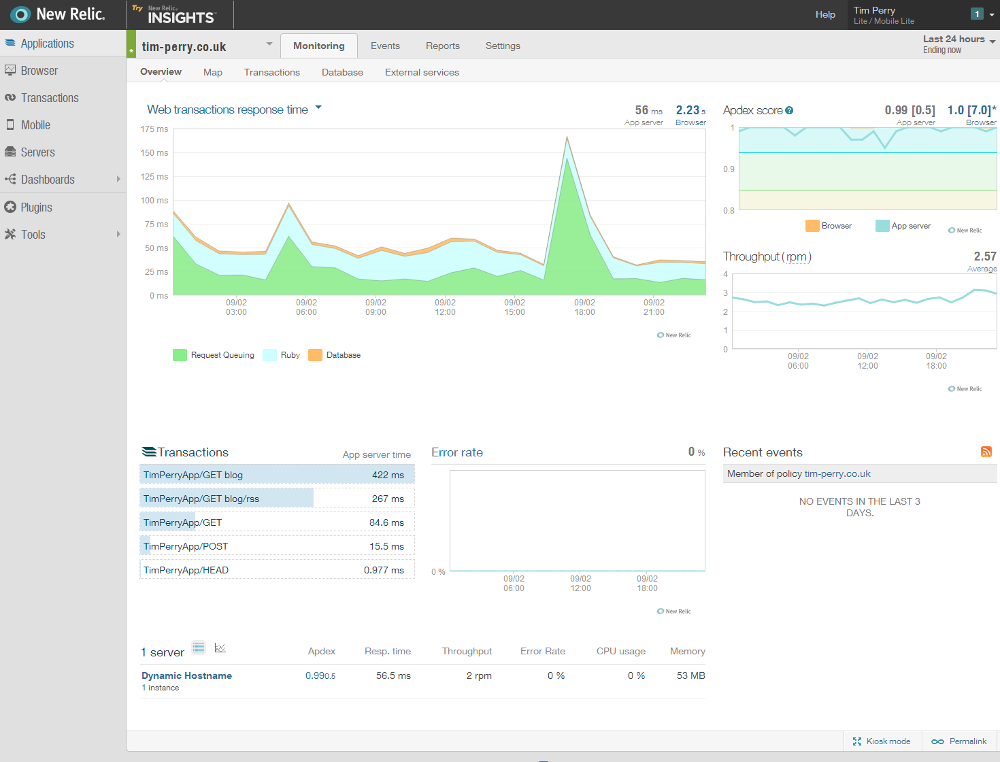 New Relic.
Try New Relic. INSIGHTS
Help
Tim Perry
Lite / Mobile Lite
1
Applications
Browser
Transactions
Mobile
Servers
Dashboards
Plugins
Tools
tim-perry.co.uk
Monitoring Events Reports Settings
Last 24 hours
Ending now
Overview Map Transactions Database External services
Web transactions response time
56 ms
App server
2.23 s
Browser
175 ms
150 ms
125 ms
100 ms
75 ms
50 ms
25 ms
0 ms
09/02 03:00
09/02 06:00
09/02 09:00
09/02 12:00
09/02 15:00
09/02 18:00
09/02 21:00
New Relic
Request Queuing Ruby Database
Apdex score ?
0.99 [0.5]
App server
1.0 [7.0]*
Browser
1
0.9
0.8
Browser App server
New Relic
Throughput (rpm)
2.57
Average
4
3
2
1
0
09/02 06:00
09/02 12:00
09/02 18:00
New Relic
Transactions App server time
TimPerryApp/GET blog 422 ms
TimPerryApp/GET blog/rss 267 ms
TimPerryApp/GET 84.6 ms
TimPerryApp/POST 15.5 ms
TimPerryApp/HEAD 0.977 ms
Error rate 0 %
0 %
09/02 06:00
09/02 12:00
09/02 18:00
New Relic
Recent events
Member of policy tim-perry.co.uk
NO EVENTS IN THE LAST 3
DAYS.
1 server Apdex Resp. time Throughput Error Rate CPU usage Memory
Dynamic Hostname 0.99 0.5 56.5 ms 2 rpm 0 % 0 % 53 MB
1 instance
Kiosk mode Permalink